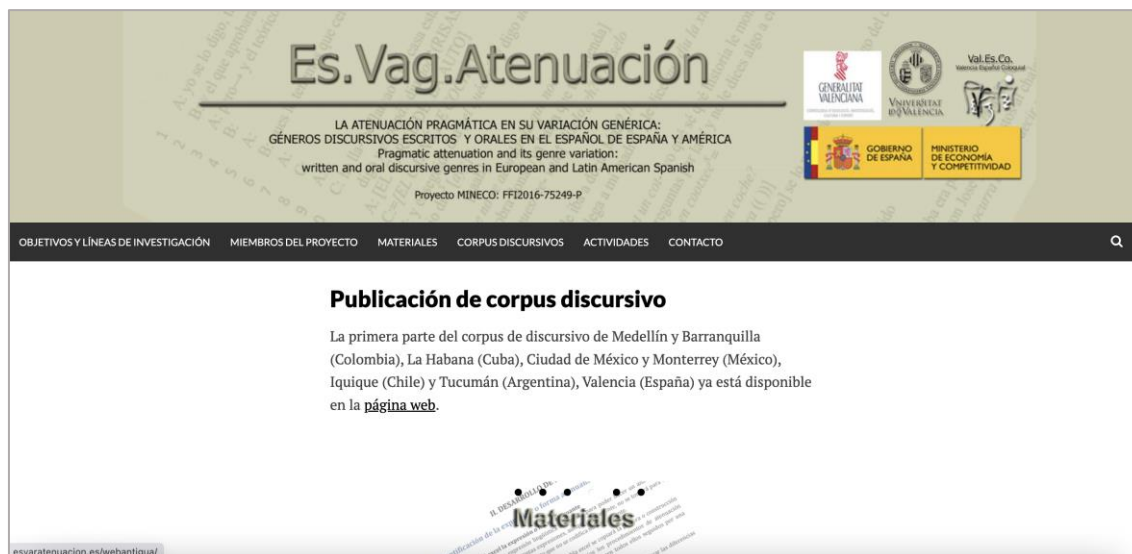 Es.Vag.Atenuación
LA ATENUACIÓN PRAGMÁTICA EN SU VARIACIÓN GENÉRICA:
GÉNEROS DISCURSIVOS ESCRITOS Y ORALES EN EL ESPAÑOL DE ESPAÑA Y AMÉRICA
Pragmatic attenuation and its genre variation:
written and oral discursive genres in European and Latin American Spanish
Proyecto MINECO: FFI2016-75249-P
GENERALITAT
VALENCIANA
VNIVERSITAT
ID VALÈNCIA
Val.Es.Co.
Valencia Español Coloquial
GOBIERNO
DE ESPAÑA
MINISTERIO
DE ECONOMÍA
Y COMPETITIVIDAD
OBJETIVOS Y LÍNEAS DE INVESTIGACIÓN MIEMBROS DEL PROYECTO MATERIALES CORPUS DISCURSIVOS ACTIVIDADES CONTACTO
Publicación de corpus discursivo
La primera parte del corpus de discursivo de Medellín y Barranquilla
(Colombia), La Habana (Cuba), Ciudad de México y Monterrey (México),
Iquique (Chile) y Tucumán (Argentina), Valencia (España) ya está disponible
en la página web.
Materiales
esvaratenuacion.es/webantigua/